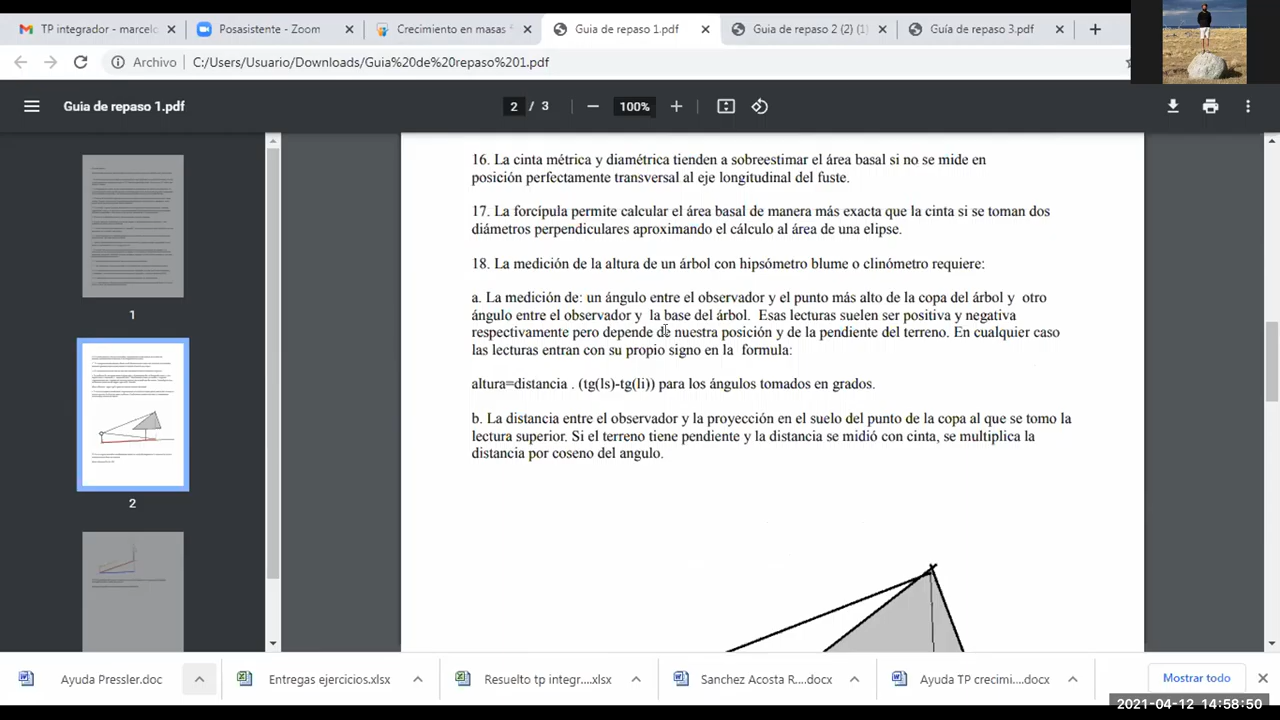 TP integrador - marcel
Posasistente - Zoom
Crecimiento en masas
Guia de repaso 1.pdf
Guia de repaso 2 (2) (1)
Guía de repaso 3.pdf
Archivo
C:/Users/Usuario/Downloads/Guia%20de%20repaso%201.pdf
Guia de repaso 1.pdf
2 / 3
100%
16. La cinta métrica y diamétrica tienden a sobreestimar el área basal si no se mide en
posición perfectamente transversal al eje longitudinal del fuste.
17. La forcípula permite calcular el área basal de manera más exacta que la cinta si se toman dos
diámetros perpendiculares aproximando el cálculo al área de una elipse.
18. La medición de la altura de un árbol con hipsómetro blume o clinómetro requiere:
a. La medición de: un ángulo entre el observador y el punto más alto de la copa del árbol y otro
ángulo entre el observador y la base del árbol. Esas lecturas suelen ser positiva y negativa
respectivamente pero depende de nuestra posición y de la pendiente del terreno. En cualquier caso
las lecturas entran con su propio signo en la formula:
altura=distancia . (tg(ls)-tg(li)) para los ángulos tomados en grados.
b. La distancia entre el observador y la proyección en el suelo del punto de la copa al que se tomo la
lectura superior. Si el terreno tiene pendiente y la distancia se midió con cinta, se multiplica la
distancia por coseno del angulo.
1
2
Ayuda Pressler.doc
Entregas ejercicios.xlsx
Resuelto tp integr....xlsx
Sanchez Acosta R....docx
Ayuda TP crecimi....docx
Mostrar todo
2021-04-12 14:58:50